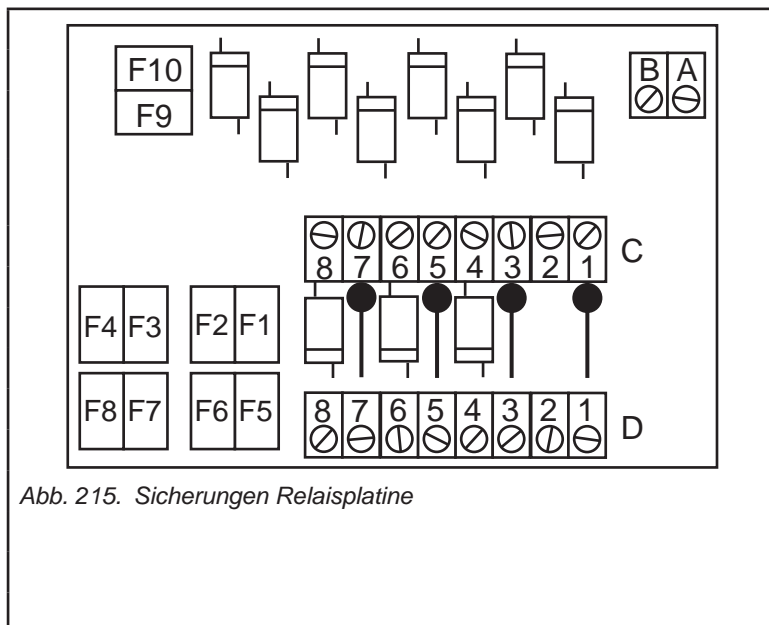 F10
F9
B A
8 7 6 5 4 3 2 1 C
F4 F3 F2 F1
F8 F7 F6 F5
8 7 6 5 4 3 2 1 D
Abb. 215. Sicherungen Relaisplatine